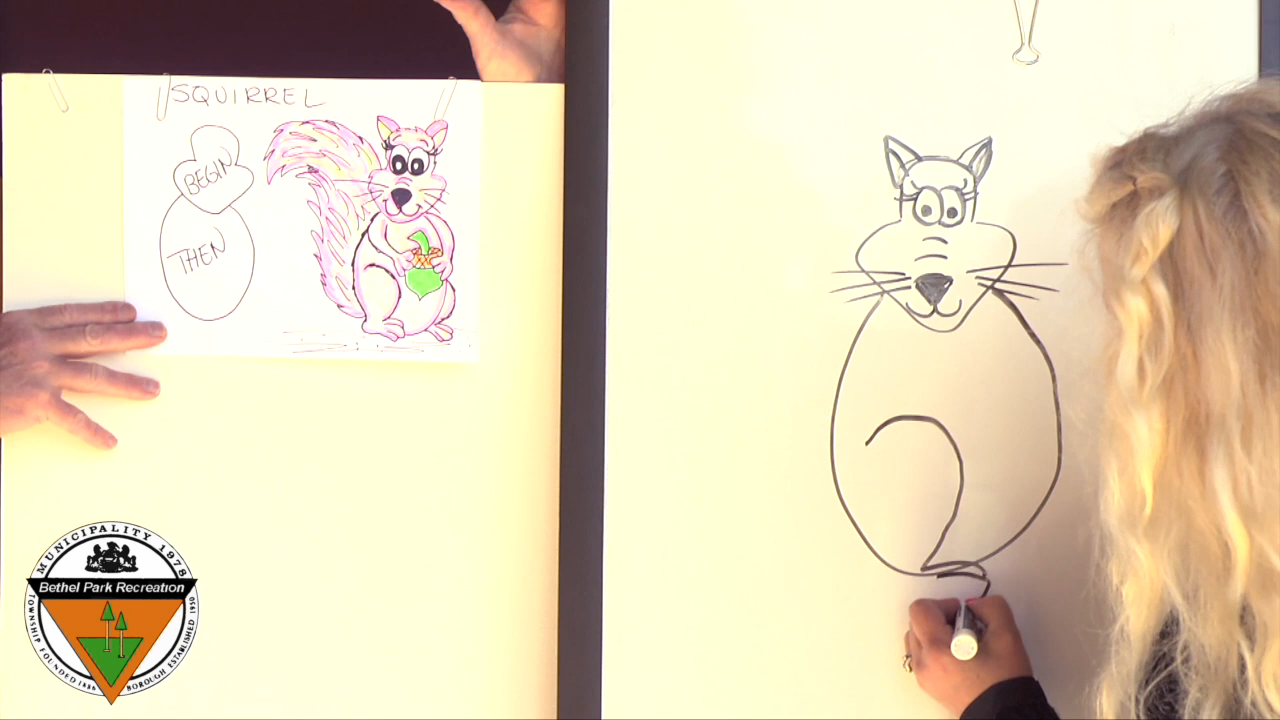 SQUIRREL
BEGIN
THEN
MUNICIPALITY 1978
Bethel Park Recreation
TOWNSHIP FOUNDED 1886
BOROUGH ESTABLISHED 1950